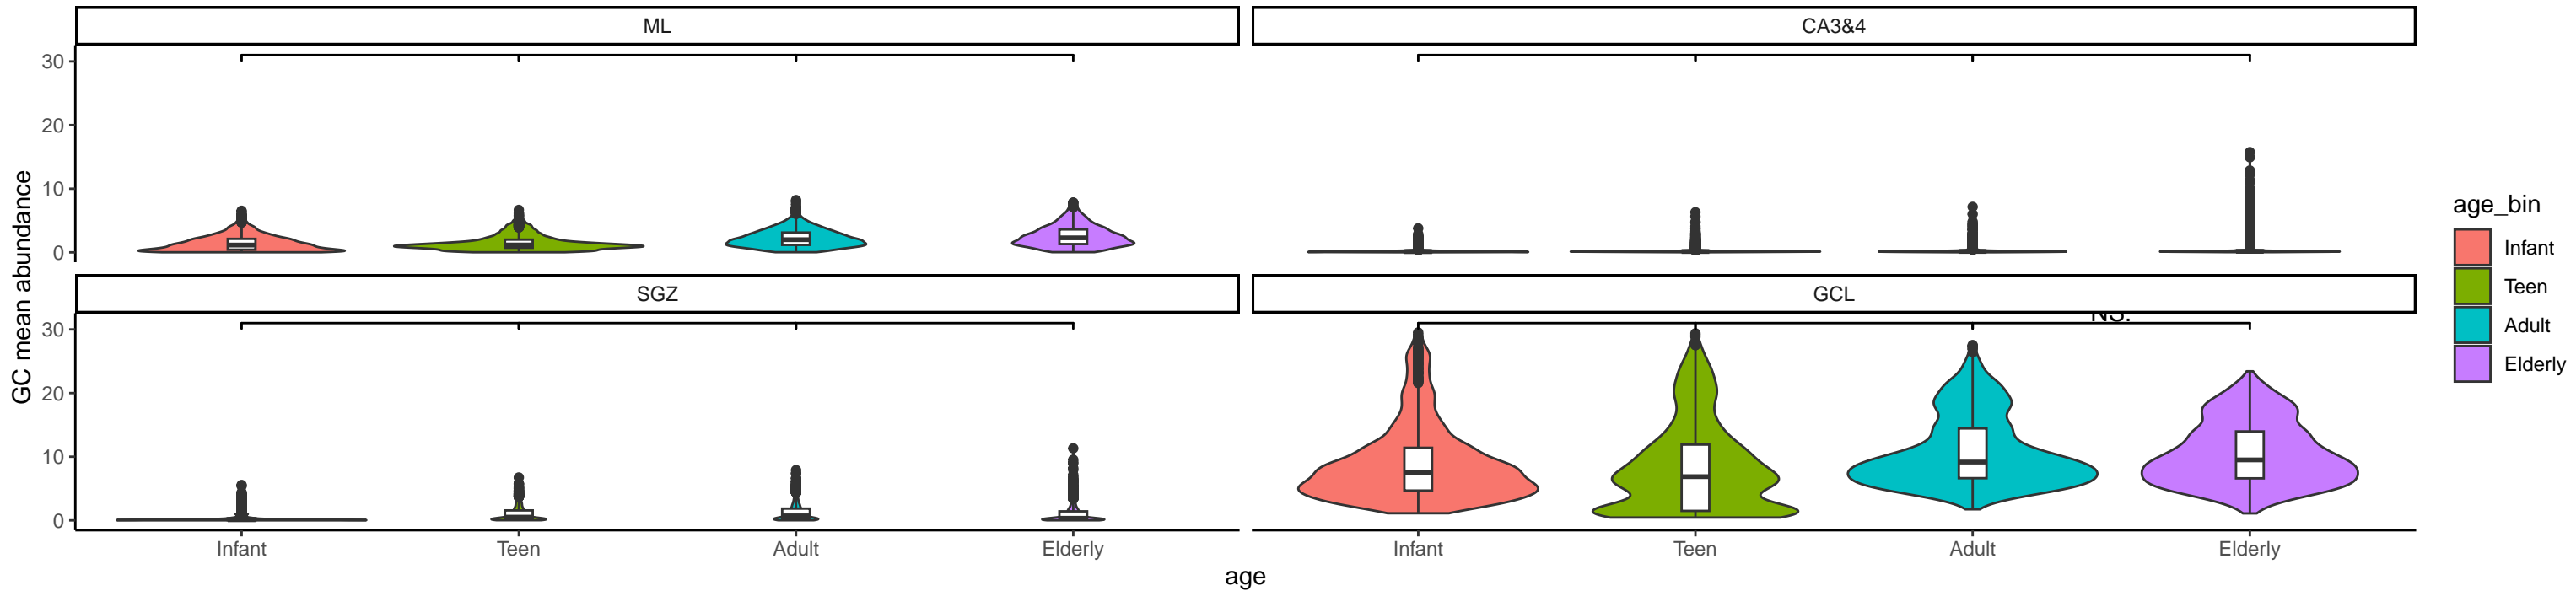 ML
CA3&4
30
20
10
0
SGZ
GCL
NS.
30
20
10
0
Infant
Teen
Adult
Elderly
Infant
Teen
Adult
Elderly
age
GC mean abundance
age_bin
Infant
Teen
Adult
Elderly